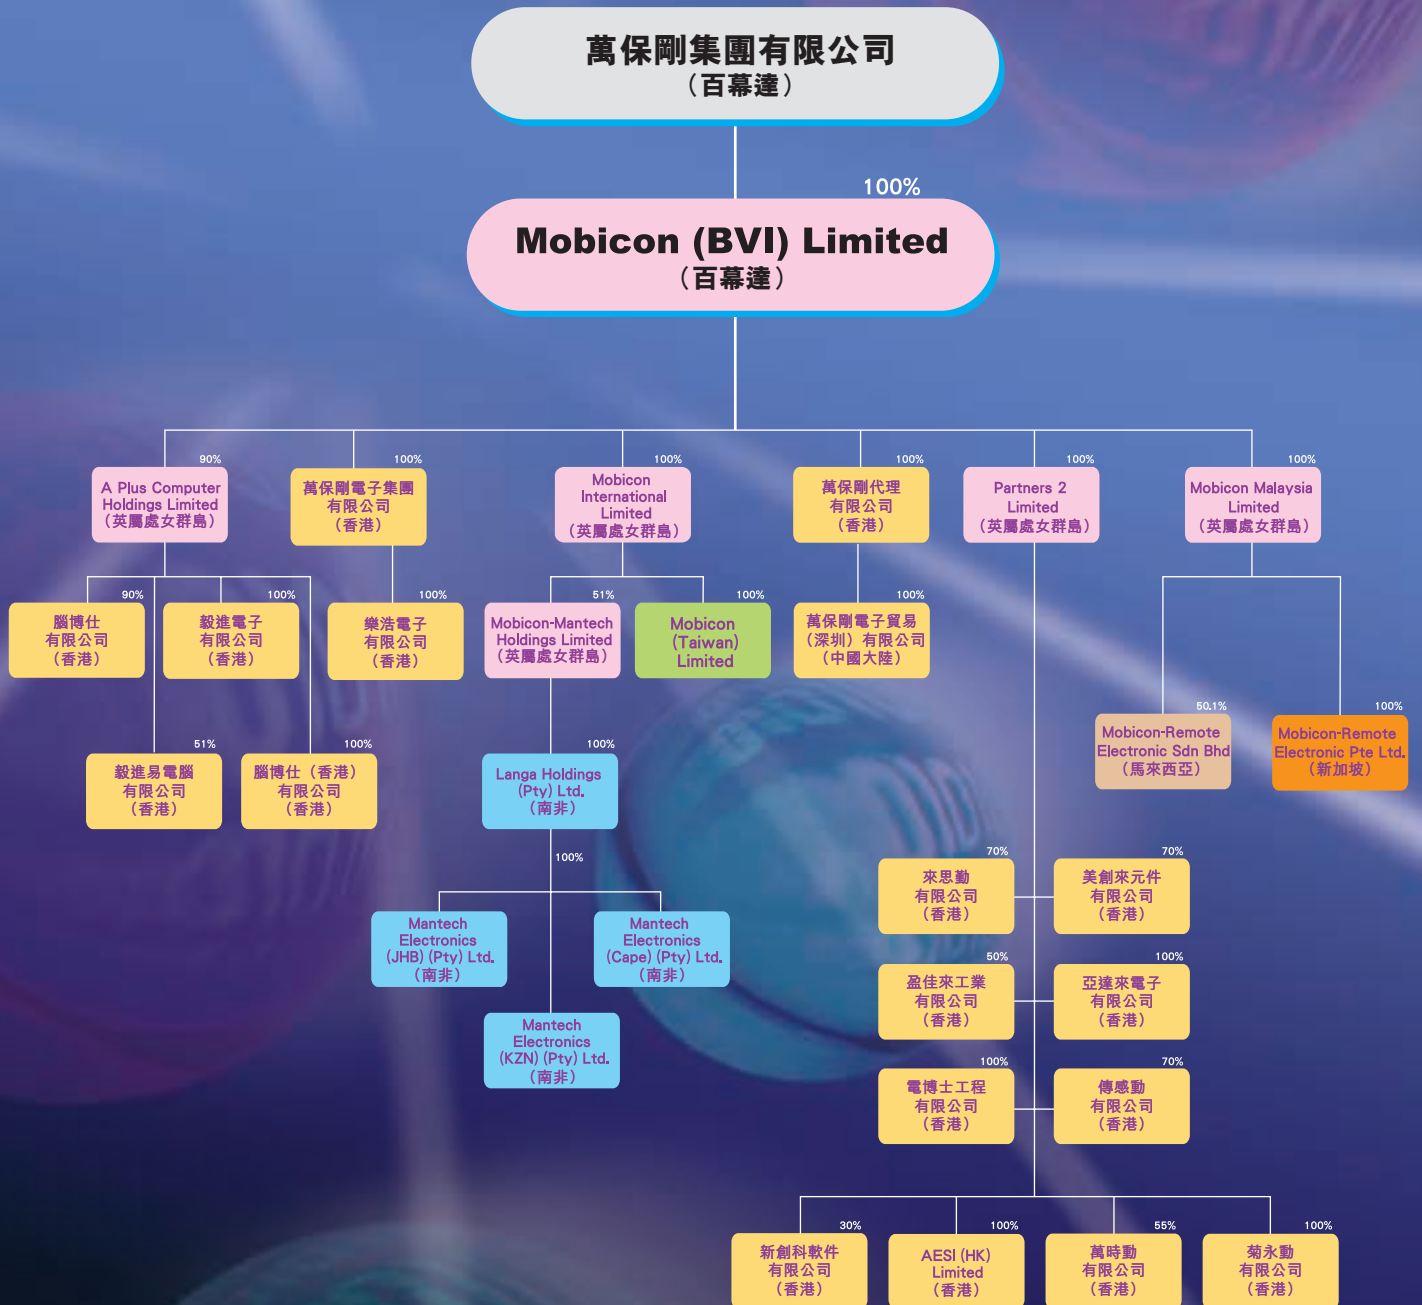 萬保剛集團有限公司
（百幕達）
100%
Mobicon (BVI) Limited
（百幕達）
90%
A Plus Computer
Holdings Limited
（英屬處女群島）
100%
萬保剛電子集團
有限公司
（香港）
100%
Mobicon
International
Limited
（英屬處女群島）
100%
萬保剛代理
有限公司
（香港）
100%
Partners 2
Limited
（英屬處女群島）
100%
Mobicon Malaysia
Limited
（英屬處女群島）
90%
腦博仕
有限公司
（香港）
100%
毅進電子
有限公司
（香港）
100%
樂浩電子
有限公司
（香港）
51%
Mobicon-Mantech
Holdings Limited
（英屬處女群島）
100%
Mobicon
(Taiwan)
Limited
100%
萬保剛電子貿易
（深圳）有限公司
（中國大陸）
50.1%
Mobicon-Remote
Electronic Sdn Bhd
（馬來西亞）
100%
Mobicon-Remote
Electronic Pte Ltd.
（新加坡）
51%
毅進易電腦
有限公司
（香港）
100%
腦博仕（香港）
有限公司
（香港）
100%
Langa Holdings
(Pty) Ltd.
（南非）
100%
Mantech
Electronics
(JHB) (Pty) Ltd.
（南非）
Mantech
Electronics
(Cape) (Pty) Ltd.
（南非）
Mantech
Electronics
(KZN) (Pty) Ltd.
（南非）
70%
來思勤
有限公司
（香港）
70%
美創來元件
有限公司
（香港）
50%
盈佳來工業
有限公司
（香港）
100%
亞達來電子
有限公司
（香港）
100%
電博士工程
有限公司
（香港）
70%
傳感動
有限公司
（香港）
30%
新創科軟件
有限公司
（香港）
100%
AESI (HK)
Limited
（香港）
55%
萬時動
有限公司
（香港）
100%
菊永動
有限公司
（香港）